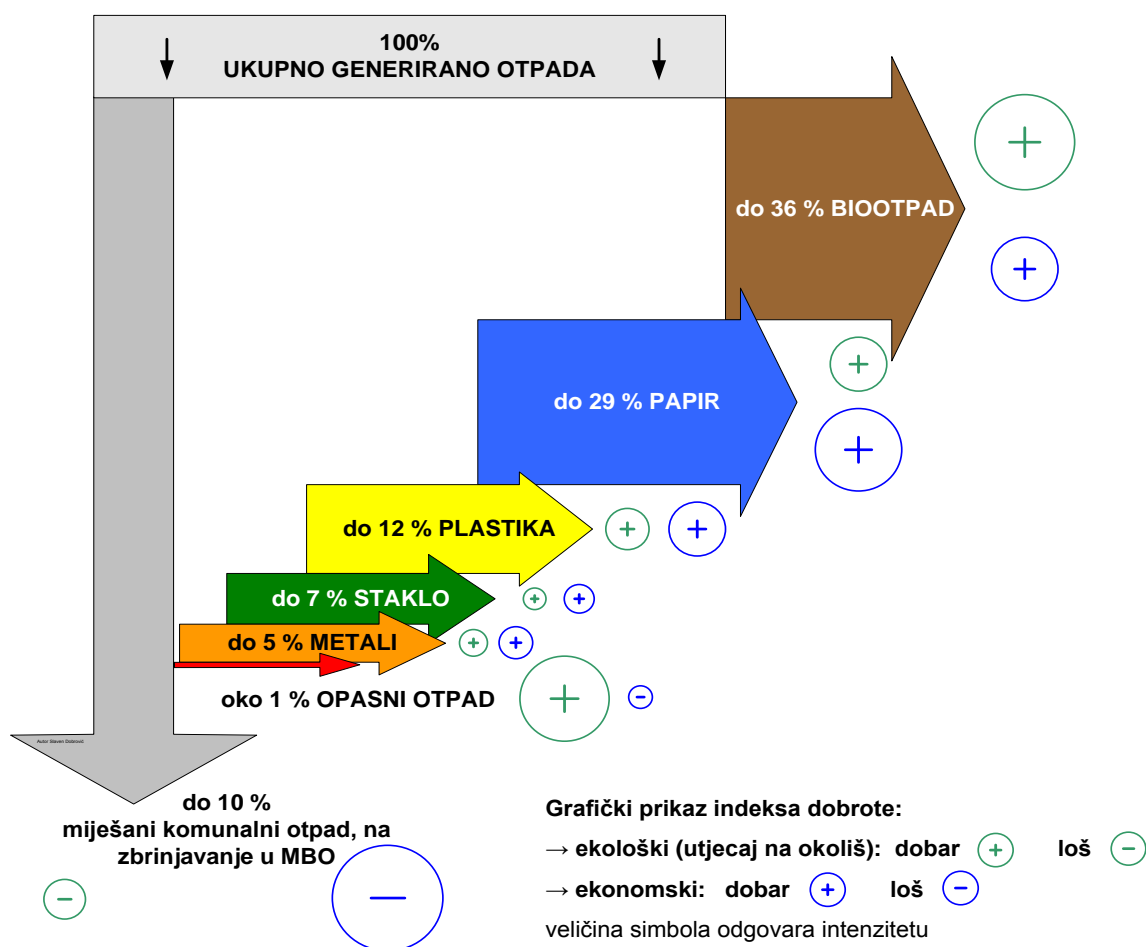 100%
UKUPNO GENERIRANO OTPADA
do 36 % BIOOTPAD
do 29 % PAPIR
do 12 % PLASTIKA
do 7 % STAKLO
do 5 % METALI
oko 1 % OPASNI OTPAD
do 10 %
miješani komunalni otpad, na
zbrinjavanje u MBO
Grafički prikaz indeksa dobrote:
→ ekološki (utjecaj na okoliš): dobar + loš −
→ ekonomski: dobar + loš −
veličina simbola odgovara intenzitetu